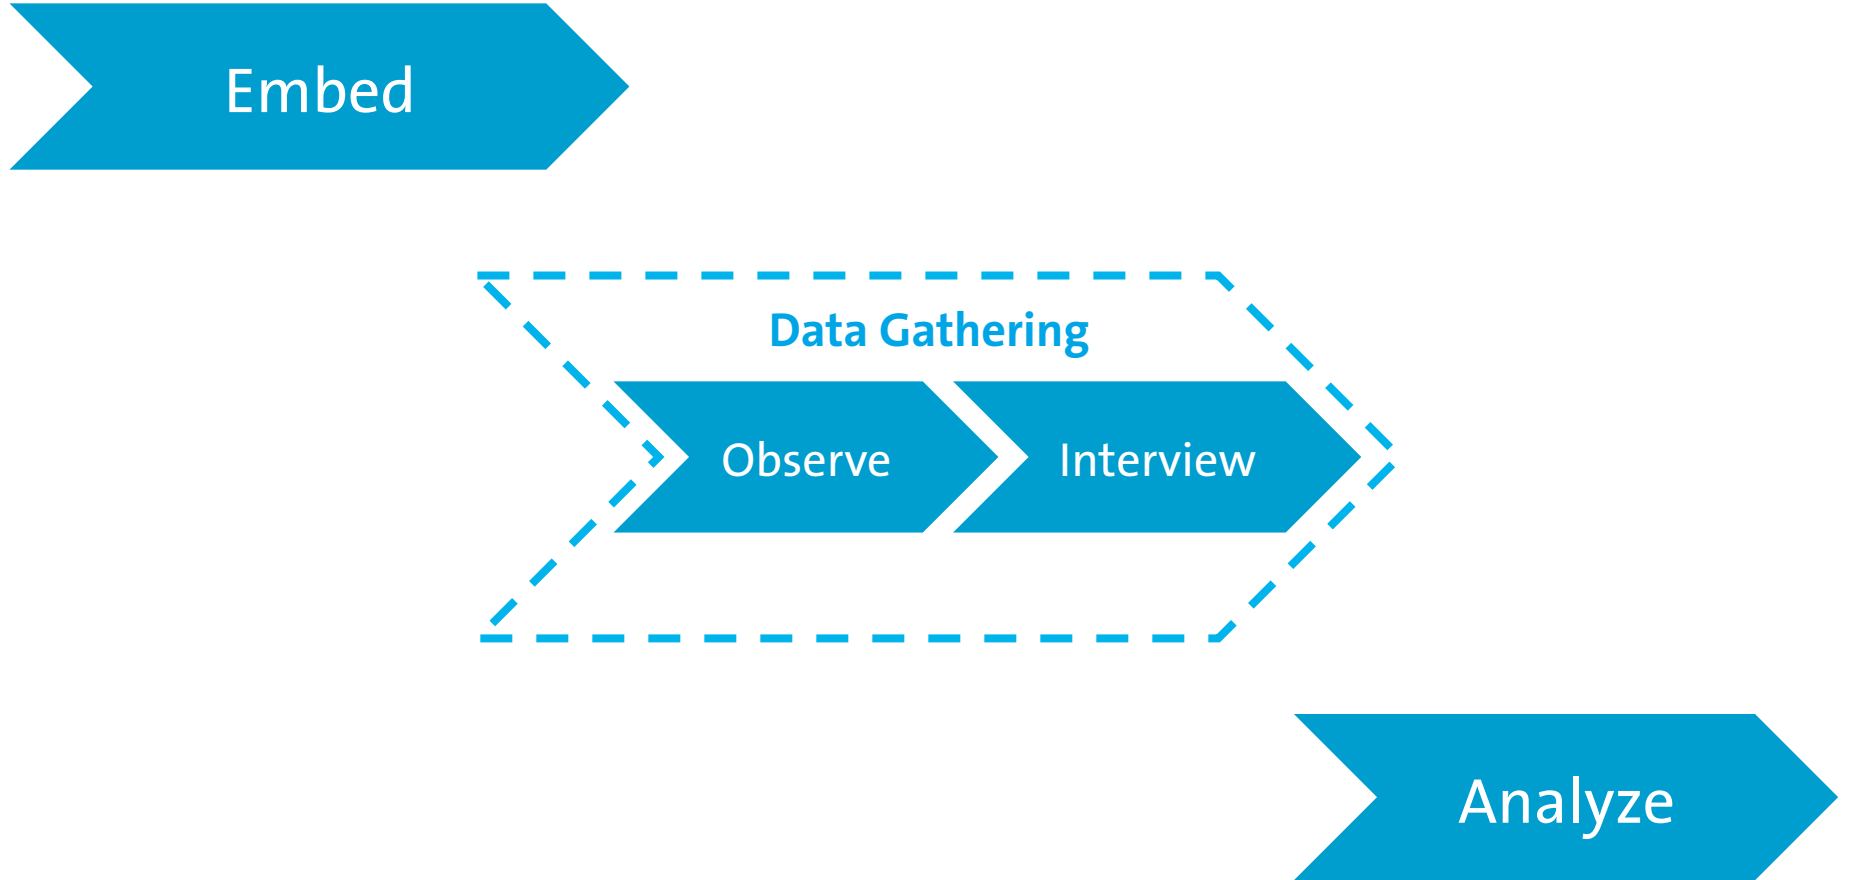 Embed
Data Gathering
Observe
Interview
Analyze